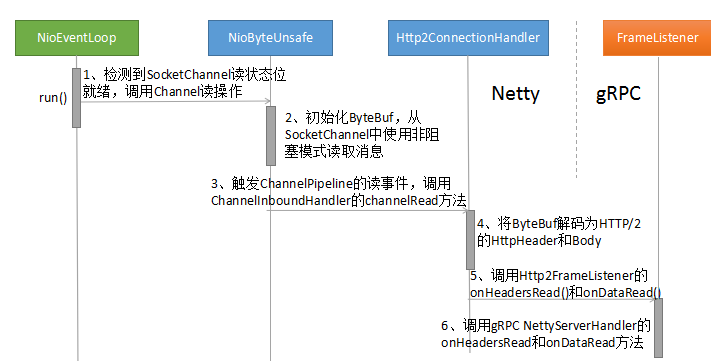 NioEventLoop
NioByteUnsafe
Http2ConnectionHandler
FrameListener
1、检测到SocketChannel读状态位
就绪，调用Channel读操作
run()
Netty
gRPC
2、初始化ByteBuf，从
SocketChannel中使用非阻
塞模式读取消息
3、触发ChannelPipeline的读事件，调用
ChannelInboundHandler的channelRead方法
4、将ByteBuf解码为HTTP/2
的HttpHeader和Body
5、调用Http2FrameListener的
onHeadersRead()和onDataRead()
6、调用gRPC NettyServerHandler的
onHeadersRead和onDataRead方法